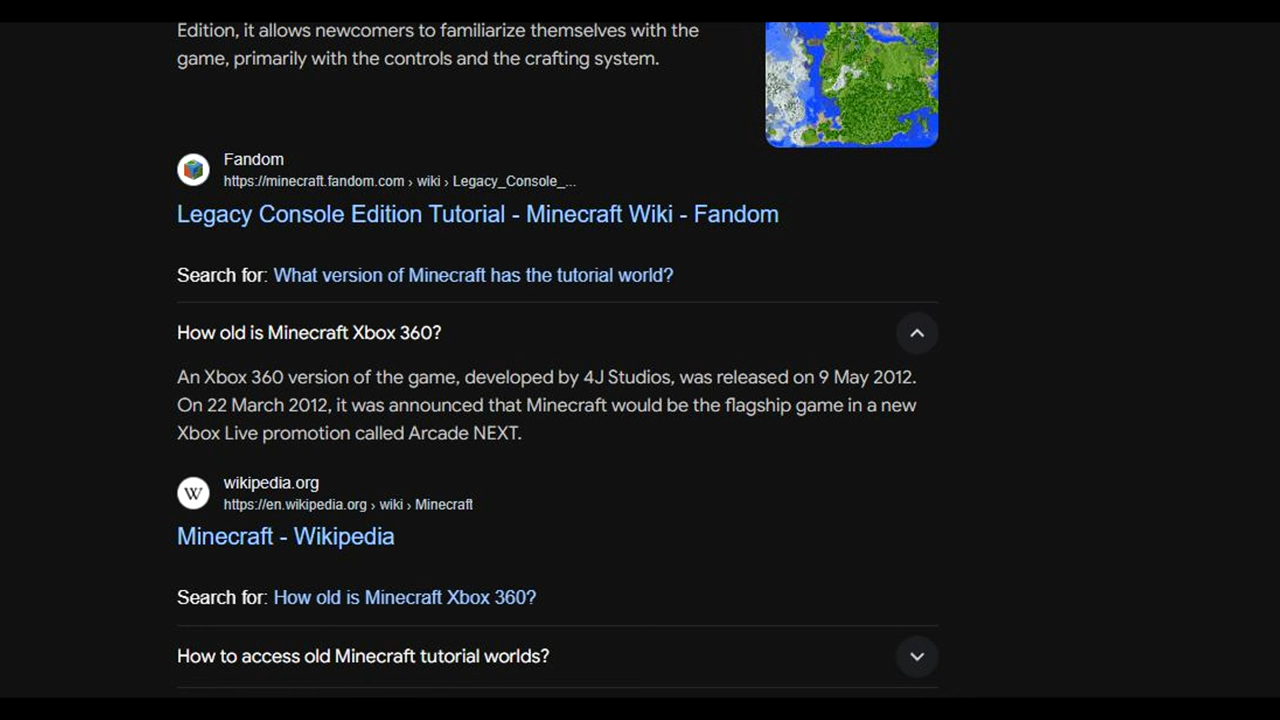 Edition, it allows newcomers to familiarize themselves with the
game, primarily with the controls and the crafting system.
Fandom
https://minecraft.fandom.com › wiki › Legacy_Console_...
Legacy Console Edition Tutorial - Minecraft Wiki - Fandom
Search for: What version of Minecraft has the tutorial world?
How old is Minecraft Xbox 360?
An Xbox 360 version of the game, developed by 4J Studios, was released on 9 May 2012.
On 22 March 2012, it was announced that Minecraft would be the flagship game in a new
Xbox Live promotion called Arcade NEXT.
W
wikipedia.org
https://en.wikipedia.org › wiki › Minecraft
Minecraft - Wikipedia
Search for: How old is Minecraft Xbox 360?
How to access old Minecraft tutorial worlds?